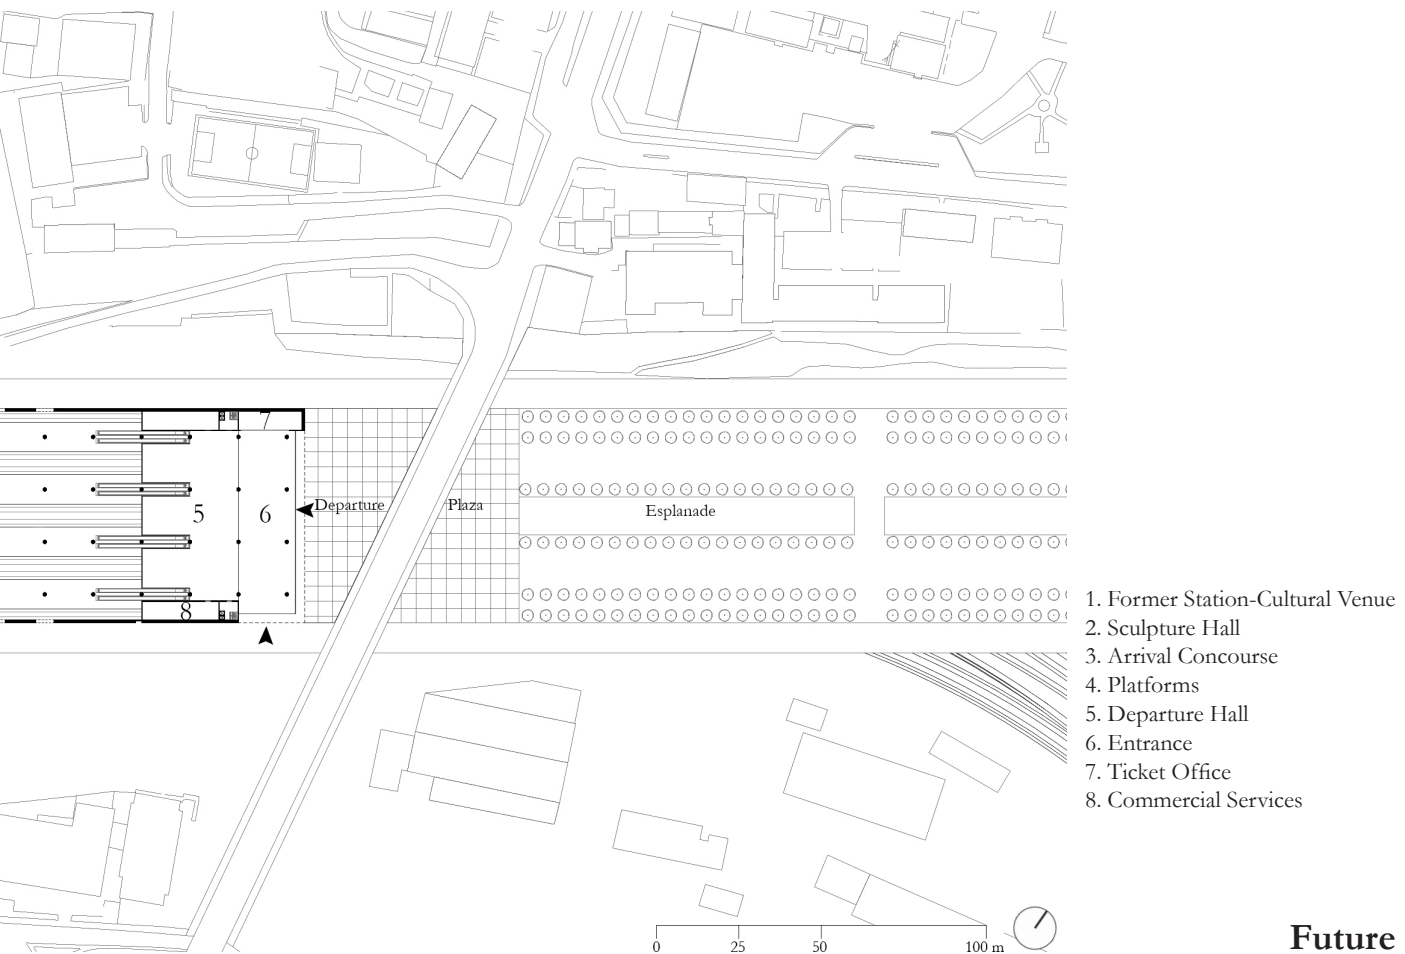 7
5
6
Departure
Plaza
Esplanade
8
1. Former Station-Cultural Venue
2. Sculpture Hall
3. Arrival Concourse
4. Platforms
5. Departure Hall
6. Entrance
7. Ticket Office
8. Commercial Services
0 25 50 100 m
Future